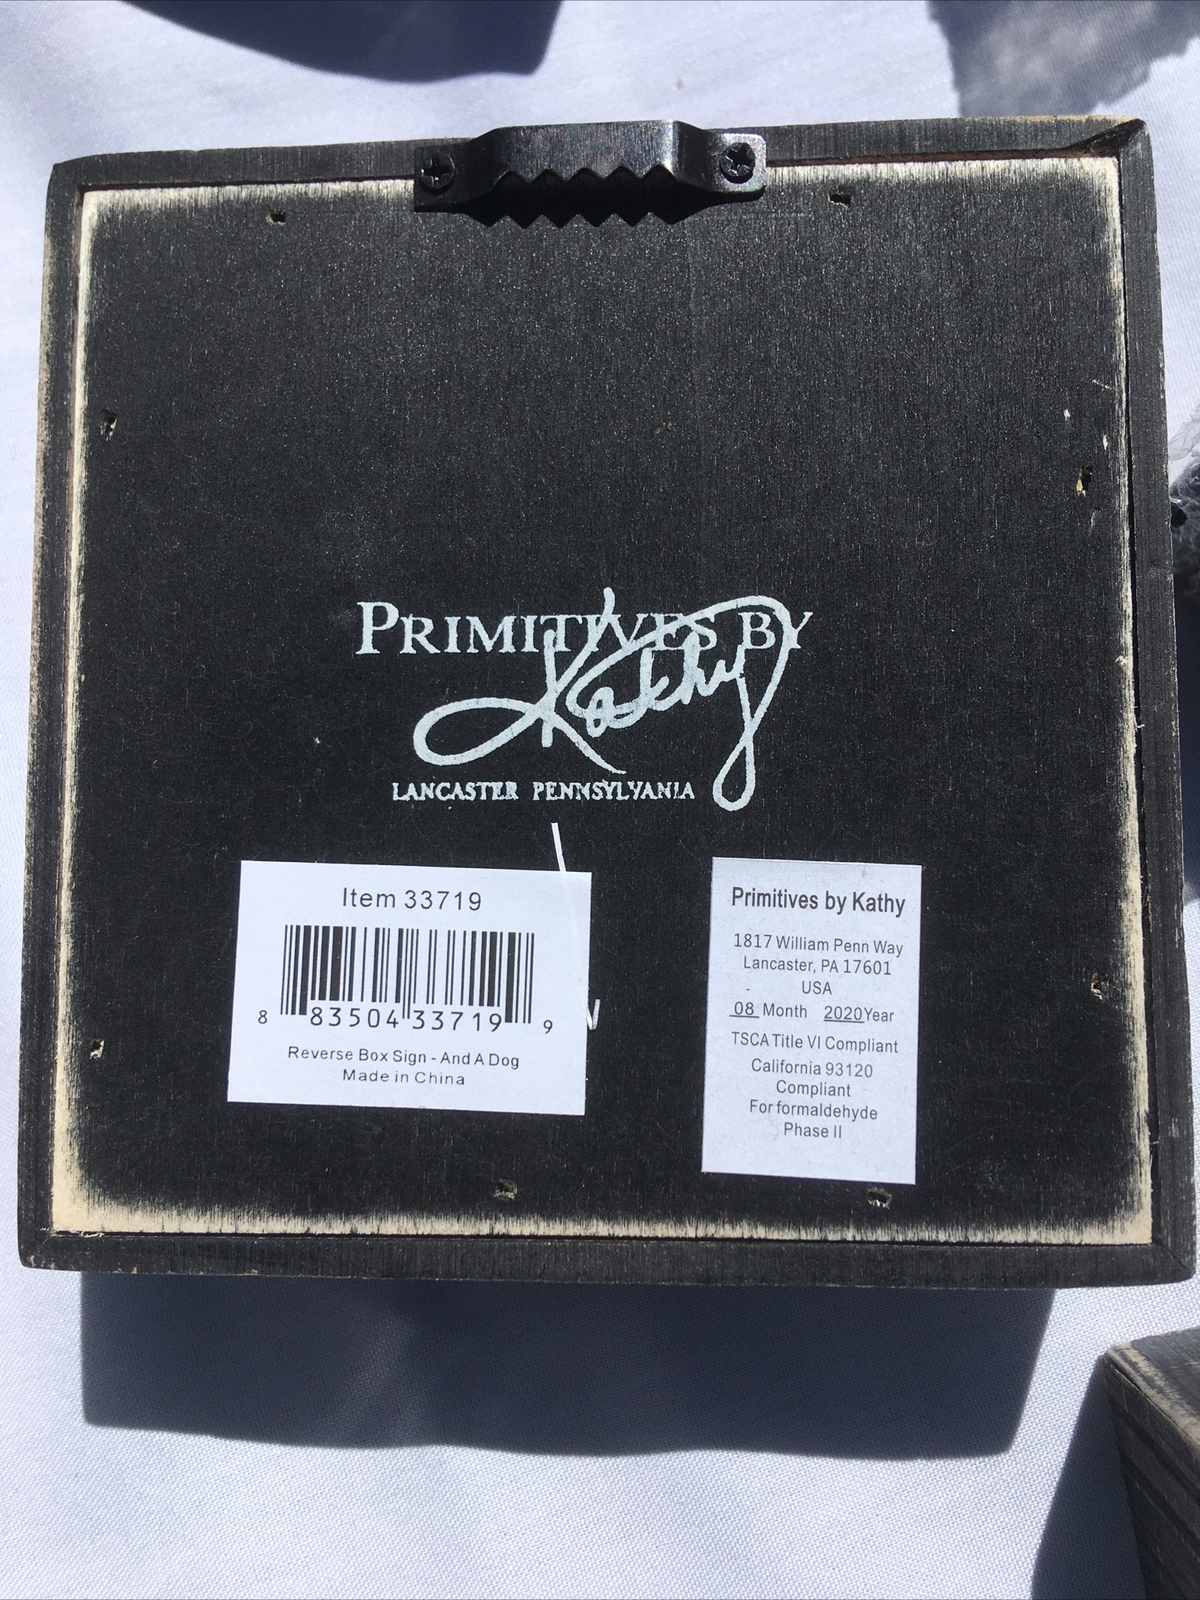 PRIMITIVES BY
Kathy
LANCASTER PENNSYLVANIA
Item 33719
8 83504 33719 9
Reverse Box Sign - And A Dog
Made in China
Primitives by Kathy
1817 William Penn Way
Lancaster, PA 17601
- USA
08 Month 2020 Year
TSCA Title VI Compliant
California 93120
Compliant
For formaldehyde
Phase II